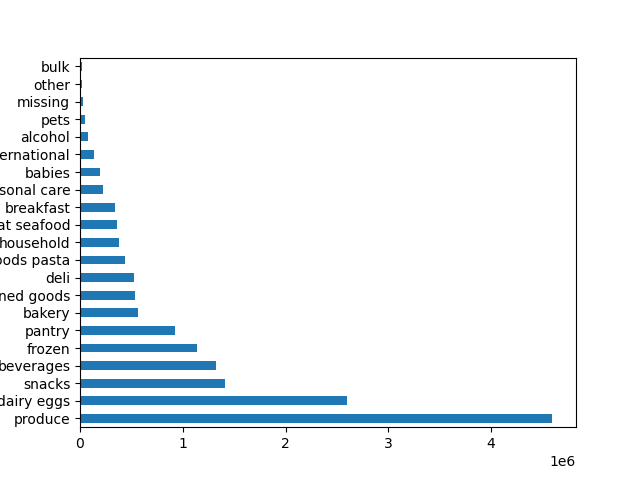 bulk
other
missing
pets
alcohol
ernational
babies
sonal care
breakfast
at seafood
household
oods pasta
deli
ned goods
bakery
pantry
frozen
beverages
snacks
dairy eggs
produce
0 1 2 3 4
1e6